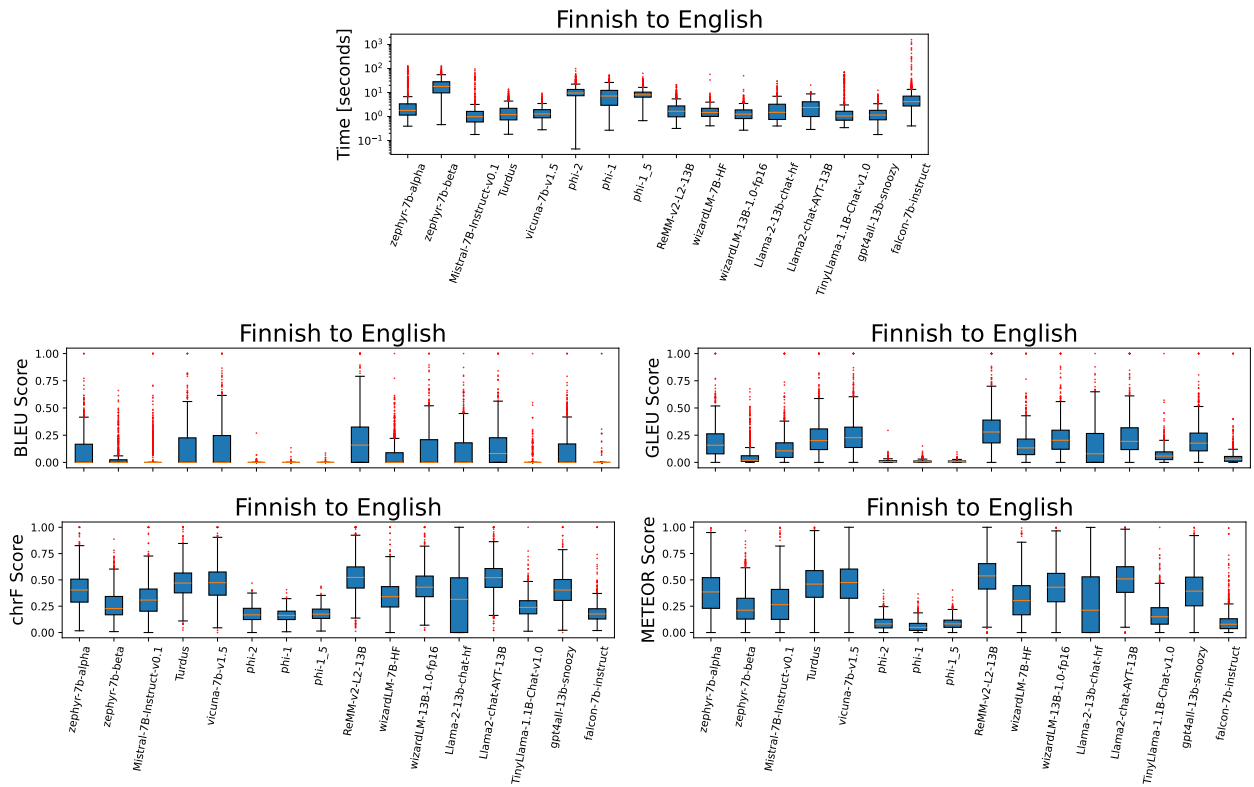 Finnish to English
Time [seconds]
10³
10²
10¹
10⁰
10⁻¹
zephyr-7b-alpha
zephyr-7b-beta
Mistral-7B-Instruct-v0.1
Turdus
vicuna-7b-v1.5
phi-2
phi-1
phi-1_5
ReMM-v2-L2-13B
wizardLM-7B-HF
wizardLM-13B-1.0-fp16
Llama-2-13b-chat-hf
Llama2-chat-AYT-13B
TinyLlama-1.1B-Chat-v1.0
gpt4all-13b-snoozy
falcon-7b-instruct
Finnish to English
BLEU Score
1.00
0.75
0.50
0.25
0.00
Finnish to English
GLEU Score
1.00
0.75
0.50
0.25
0.00
Finnish to English
chrF Score
1.00
0.75
0.50
0.25
0.00
zephyr-7b-alpha
zephyr-7b-beta
Mistral-7B-Instruct-v0.1
Turdus
vicuna-7b-v1.5
phi-2
phi-1
phi-1_5
ReMM-v2-L2-13B
wizardLM-7B-HF
wizardLM-13B-1.0-fp16
Llama-2-13b-chat-hf
Llama2-chat-AYT-13B
TinyLlama-1.1B-Chat-v1.0
gpt4all-13b-snoozy
falcon-7b-instruct
Finnish to English
METEOR Score
1.00
0.75
0.50
0.25
0.00
zephyr-7b-alpha
zephyr-7b-beta
Mistral-7B-Instruct-v0.1
Turdus
vicuna-7b-v1.5
phi-2
phi-1
phi-1_5
ReMM-v2-L2-13B
wizardLM-7B-HF
wizardLM-13B-1.0-fp16
Llama-2-13b-chat-hf
Llama2-chat-AYT-13B
TinyLlama-1.1B-Chat-v1.0
gpt4all-13b-snoozy
falcon-7b-instruct